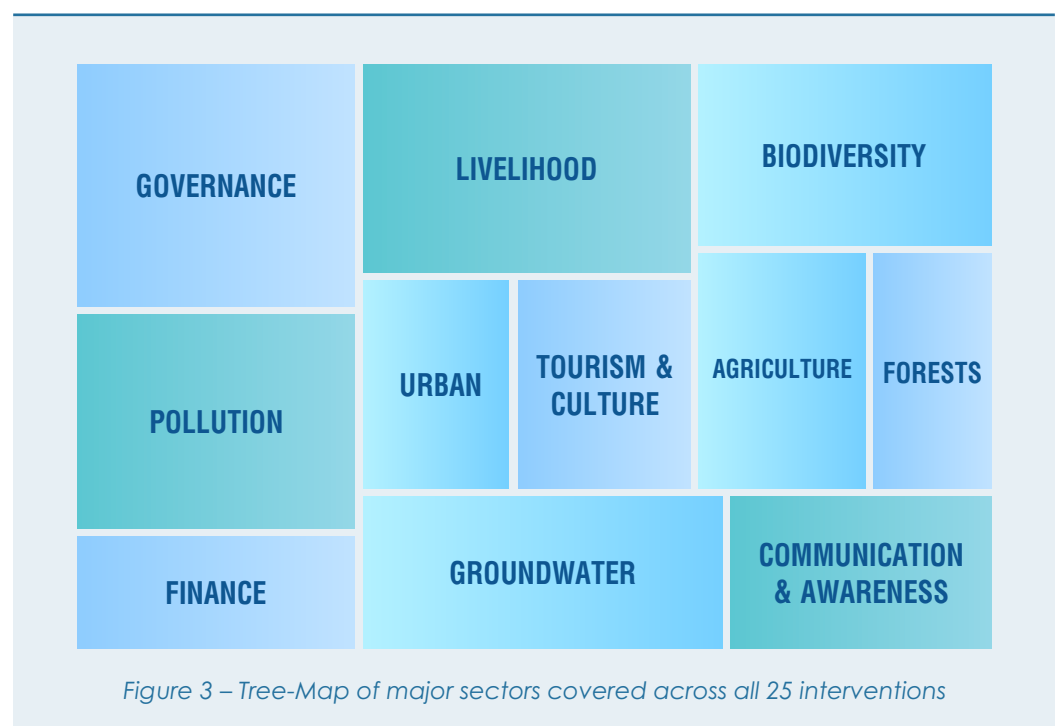 GOVERNANCE
LIVELIHOOD
BIODIVERSITY
POLLUTION
URBAN
TOURISM &
CULTURE
AGRICULTURE
FORESTS
FINANCE
GROUNDWATER
COMMUNICATION
& AWARENESS
Figure 3 – Tree-Map of major sectors covered across all 25 interventions